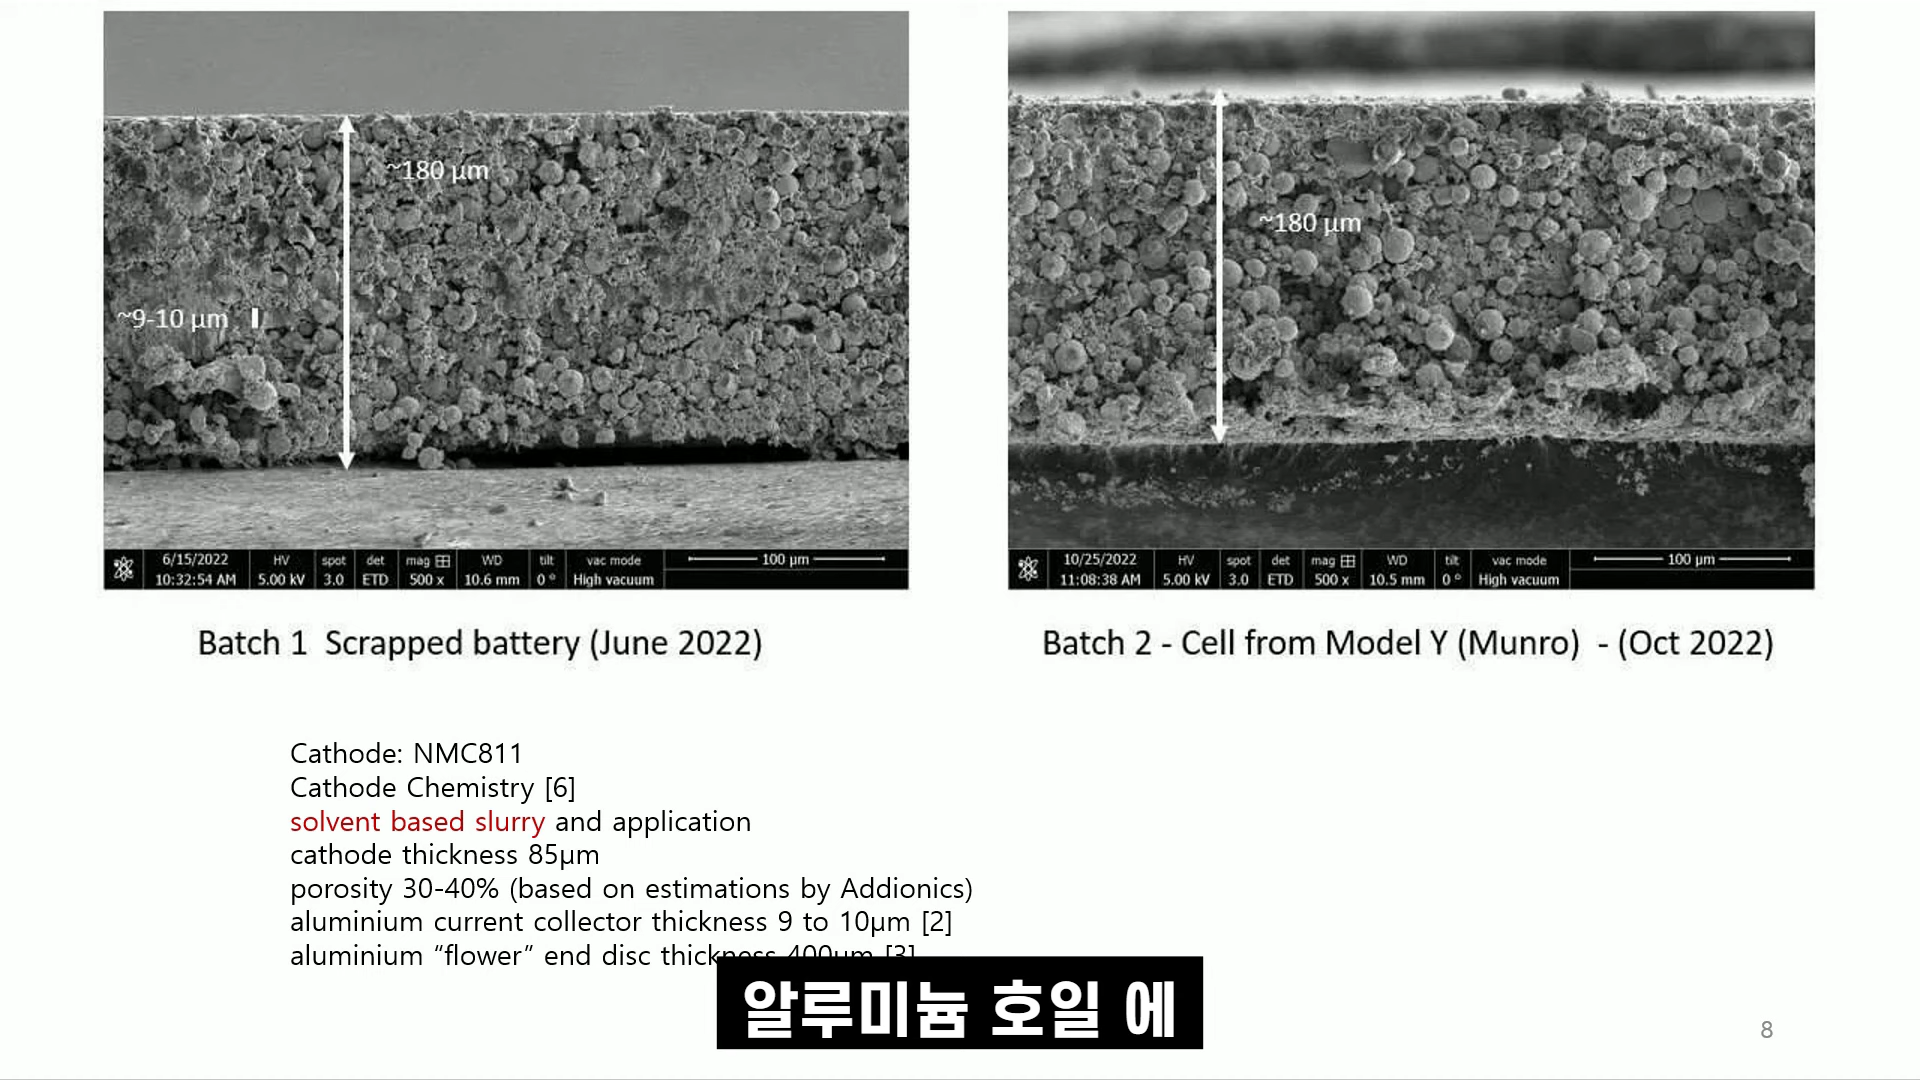 ~180 µm
~9-10 µm
6/15/2022 HV spot det mag WD tilt vac mode 100 µm
10:32:54 AM 5.00 kV 3.0 ETD 500 x 10.6 mm 0 ° High vacuum
~180 µm
10/25/2022 HV spot det mag WD tilt vac mode 100 µm
11:08:38 AM 5.00 kV 3.0 ETD 500 x 10.5 mm 0 ° High vacuum
Batch 1 Scrapped battery (June 2022)
Batch 2 - Cell from Model Y (Munro) - (Oct 2022)
Cathode: NMC811
Cathode Chemistry [6]
solvent based slurry and application
cathode thickness 85µm
porosity 30-40% (based on estimations by Addionics)
aluminium current collector thickness 9 to 10µm [2]
aluminium “flower” end disc thickness 400µm [3]
알루미늄 호일 에
8